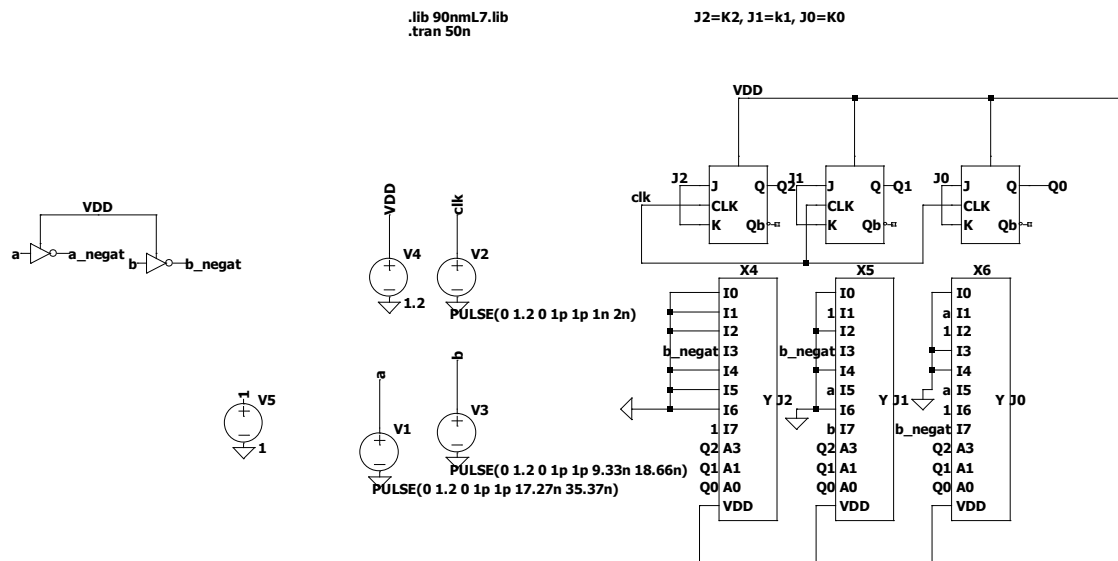 .lib 90nmL7.lib
.tran 50n
J2=K2, J1=k1, J0=K0
VDD
J2
J
Q
Q2
CLK
K
Qb
J1
J
Q
Q1
CLK
K
Qb
J0
J
Q
Q0
CLK
K
Qb
clk
VDD
a
a_negat
b
b_negat
VDD
V4
1.2
clk
V2
PULSE(0 1.2 0 1p 1p 1n 2n)
1
V5
1
a
V1
PULSE(0 1.2 0 1p 1p 17.27n 35.37n)
b
V3
PULSE(0 1.2 0 1p 1p 9.33n 18.66n)
X4
I0
I1
I2
b_negat I3
I4
I5
I6
Y J2
1 I7
Q2 A3
Q1 A1
Q0 A0
VDD
X5
I0
1 I1
I2
b_negat I3
I4
a I5
I6
Y J1
b I7
Q2 A3
Q1 A1
Q0 A0
VDD
X6
I0
a I1
1 I2
I3
I4
a I5
1 I6
Y J0
b_negat I7
Q2 A3
Q1 A1
Q0 A0
VDD